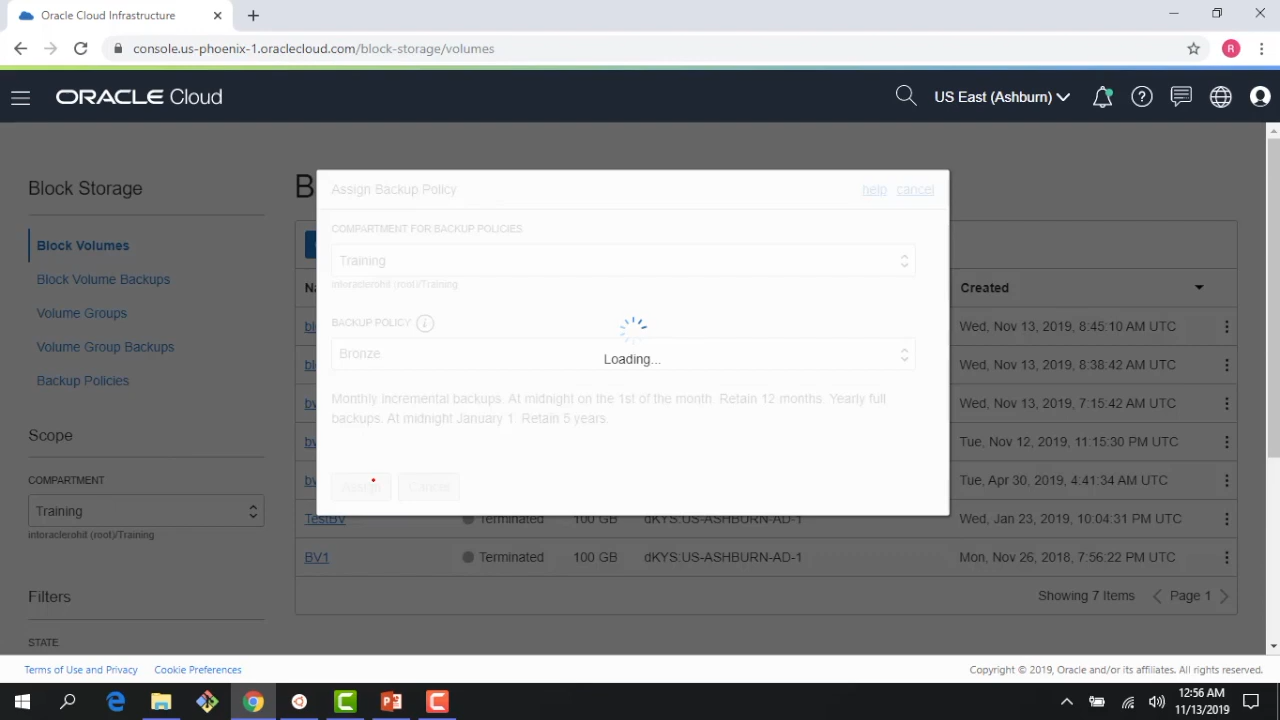 Oracle Cloud Infrastructure
console.us-phoenix-1.oraclecloud.com/block-storage/volumes
R
ORACLE Cloud
US East (Ashburn)
Block Storage
B
Block Volumes
Block Volume Backups
Volume Groups
Volume Group Backups
Backup Policies
Scope
COMPARTMENT
Training
intoraclerohit (root)/Training
Filters
STATE
Assign Backup Policy
help cancel
COMPARTMENT FOR BACKUP POLICIES
Training
intoraclerohit (root)/Training
BACKUP POLICY i
Bronze
Loading...
Monthly incremental backups. At midnight on the 1st of the month. Retain 12 months. Yearly full
backups. At midnight January 1. Retain 5 years.
Assign Cancel
Created
Wed, Nov 13, 2019, 8:45:10 AM UTC
Wed, Nov 13, 2019, 8:38:42 AM UTC
Wed, Nov 13, 2019, 7:15:42 AM UTC
Tue, Nov 12, 2019, 11:15:30 PM UTC
Tue, Apr 30, 2019, 4:41:34 AM UTC
TestBV Terminated 100 GB dKYS:US-ASHBURN-AD-1 Wed, Jan 23, 2019, 10:04:31 PM UTC
BV1 Terminated 100 GB dKYS:US-ASHBURN-AD-1 Mon, Nov 26, 2018, 7:56:22 PM UTC
Showing 7 Items Page 1
Terms of Use and Privacy Cookie Preferences
Copyright © 2019, Oracle and/or its affiliates. All rights reserved.
12:56 AM
11/13/2019